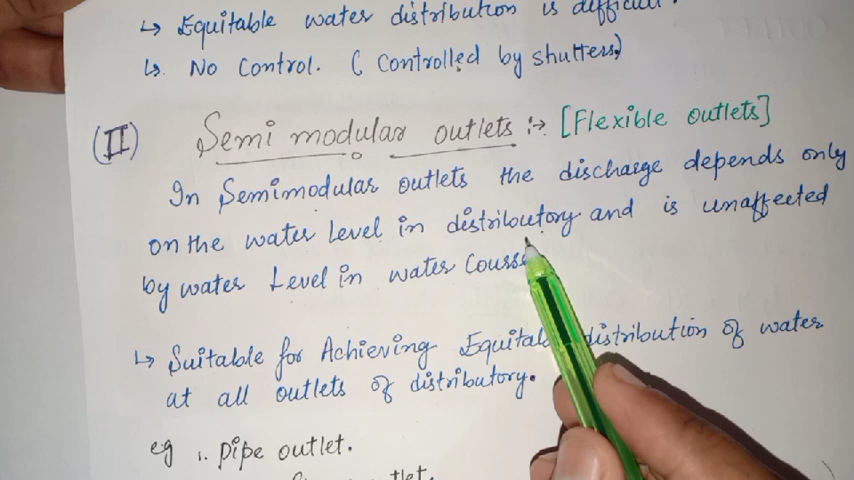 ↳ Equitable water distribution is difficult.
↳ No Control. ( Controlled by shutters)
(II) Semi modular outlets :→ [Flexible outlets]
In Semimodular outlets the discharge depends only
on the water Level in distributory and is unaffected
by water Level in water
↳ Suitable for Achieving distribution of water
at all outlets of distributory.
eg 1. pipe outlet.